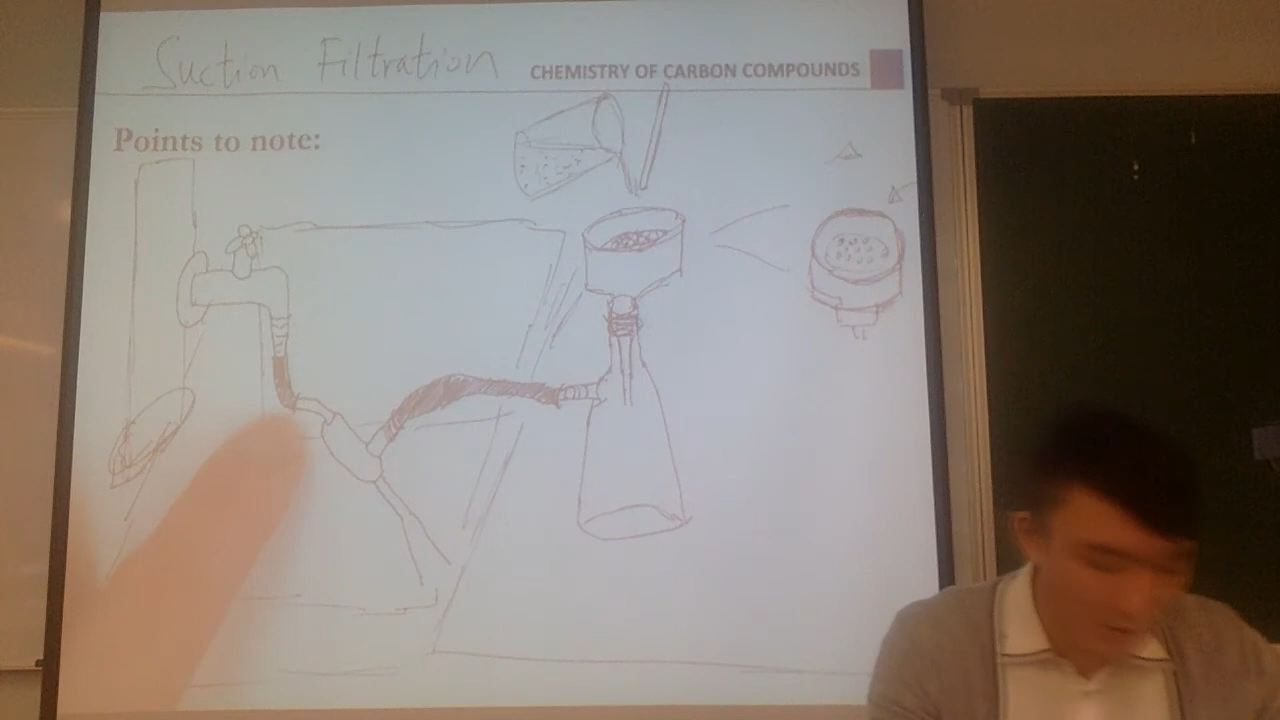 Suction Filtration
CHEMISTRY OF CARBON COMPOUNDS
Points to note: